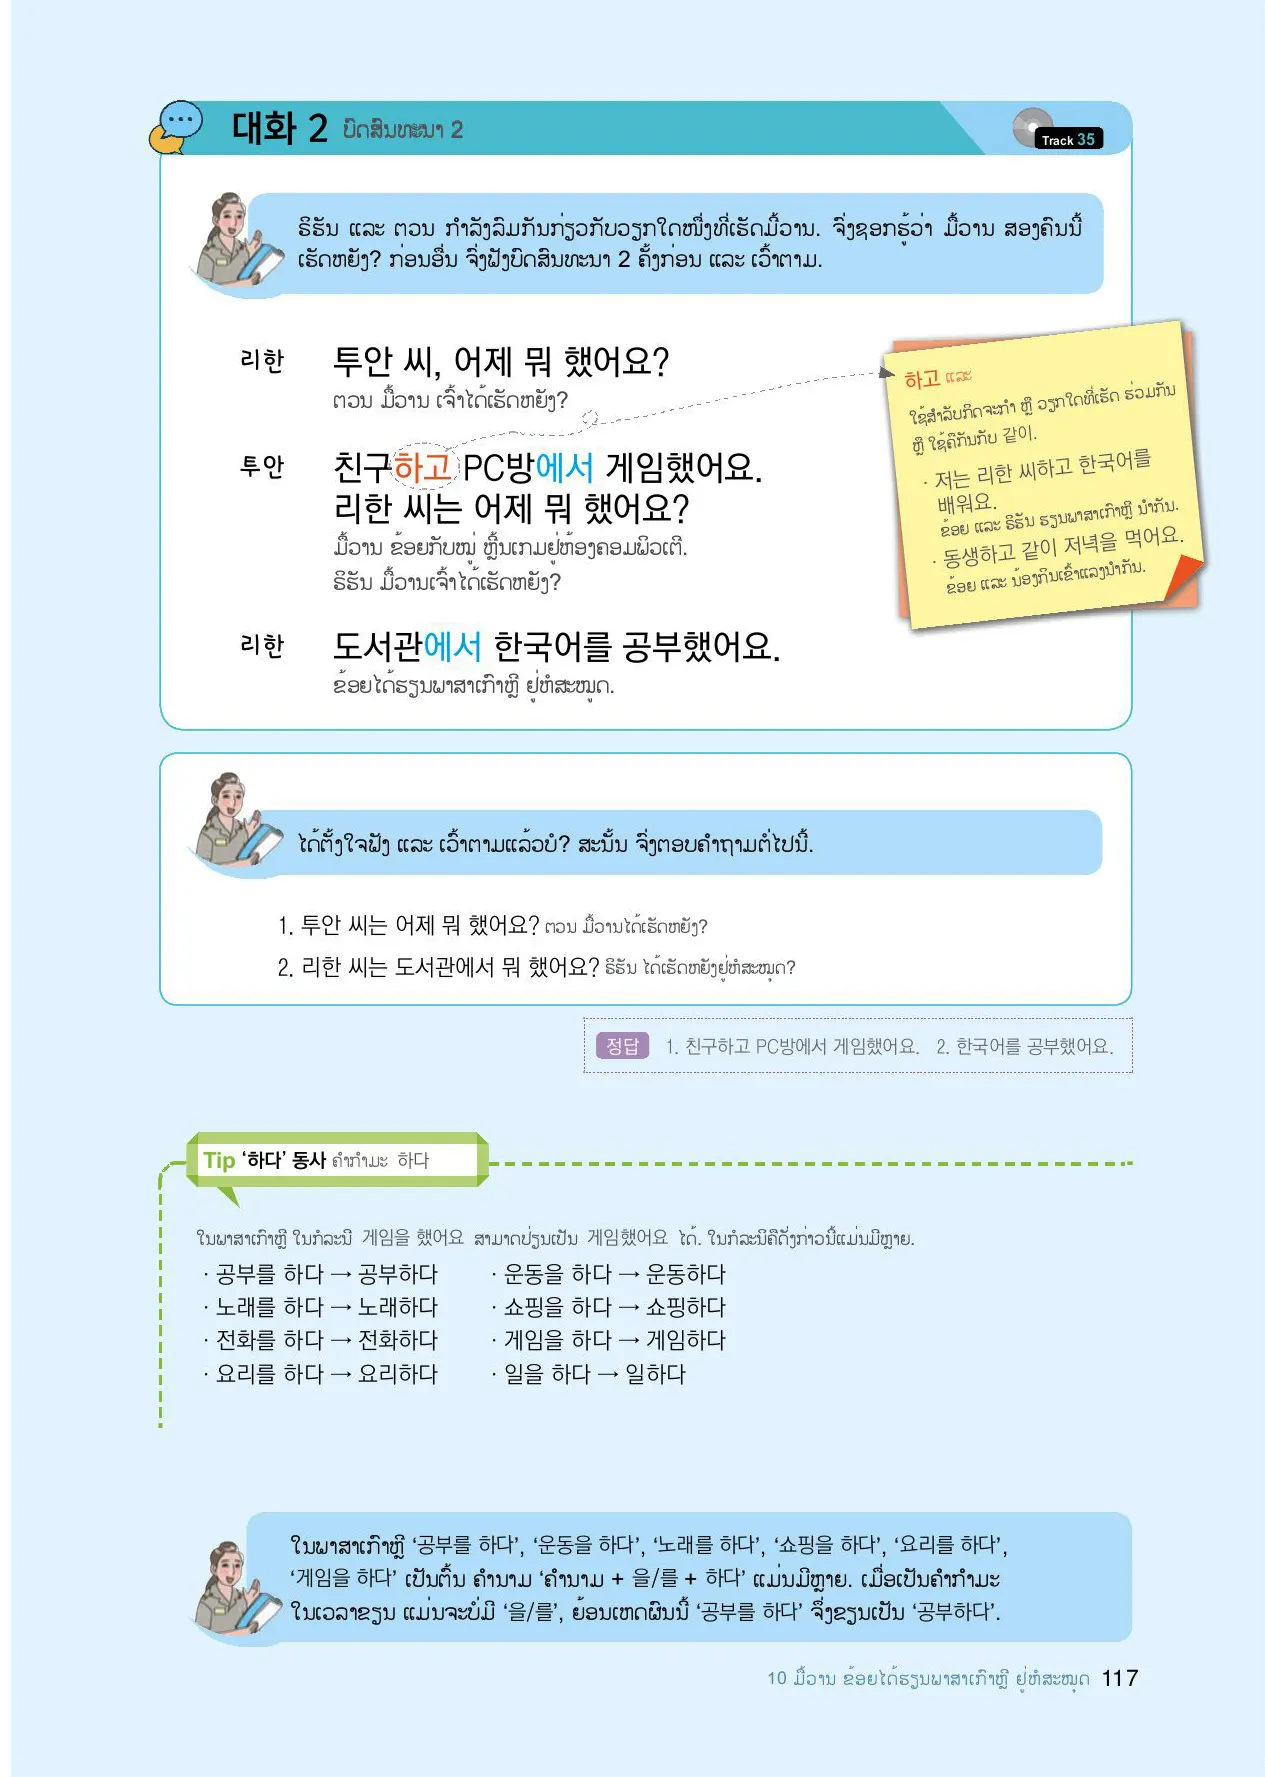 대화 2 ບົດສົນທະນາ 2
Track 35
ຣິຮັນ ແລະ ຕວນ ກຳລັງລົມກັນກ່ຽວກັບວຽກໃດໜຶ່ງທີ່ເຮັດມື້ວານ. ຈົ່ງຊອກຮູ້ວ່າ ມື້ວານ ສອງຄົນນີ້
ເຮັດຫຍັງ? ກ່ອນອື່ນ ຈົ່ງຟັງບົດສົນທະນາ 2 ຄັ້ງກ່ອນ ແລະ ເວົ້າຕາມ.
리한 투안 씨, 어제 뭐 했어요?
ຕວນ ມື້ວານ ເຈົ້າໄດ້ເຮັດຫຍັງ?
투안 친구하고 PC방에서 게임했어요.
리한 씨는 어제 뭐 했어요?
ມື້ວານ ຂ້ອຍກັບໝູ່ ຫຼິ້ນເກມຢູ່ຫ້ອງຄອມພິວເຕີ.
ຣິຮັນ ມື້ວານເຈົ້າໄດ້ເຮັດຫຍັງ?
리한 도서관에서 한국어를 공부했어요.
ຂ້ອຍໄດ້ຮຽນພາສາເກົາຫຼີ ຢູ່ຫໍສະໝຸດ.
하고 ແລະ
ໃຊ້ສຳລັບກິດຈະກຳ ຫຼື ວຽກໃດທີ່ເຮັດ ຮ່ວມກັນ
ຫຼື ໃຊ້ຄືກັນກັບ 같이.
· 저는 리한 씨하고 한국어를
배워요.
ຂ້ອຍ ແລະ ຣິຮັນ ຮຽນພາສາເກົາຫຼີ ນຳກັນ.
· 동생하고 같이 저녁을 먹어요.
ຂ້ອຍ ແລະ ນ້ອງກິນເຂົ້າແລງນຳກັນ.
ໄດ້ຕັ້ງໃຈຟັງ ແລະ ເວົ້າຕາມແລ້ວບໍ? ສະນັ້ນ ຈົ່ງຕອບຄຳຖາມຕໍ່ໄປນີ້.
1. 투안 씨는 어제 뭐 했어요? ຕວນ ມື້ວານໄດ້ເຮັດຫຍັງ?
2. 리한 씨는 도서관에서 뭐 했어요? ຣິຮັນ ໄດ້ເຮັດຫຍັງຢູ່ຫໍສະໝຸດ?
정답 1. 친구하고 PC방에서 게임했어요. 2. 한국어를 공부했어요.
Tip ‘하다’ 동사 ຄຳກຳມະ 하다
ໃນພາສາເກົາຫຼີ ໃນກໍລະນີ 게임을 했어요 ສາມາດປ່ຽນເປັນ 게임했어요 ໄດ້. ໃນກໍລະນີຄືດັ່ງກ່າວນີ້ແມ່ນມີຫຼາຍ.
· 공부를 하다 → 공부하다 · 운동을 하다 → 운동하다
· 노래를 하다 → 노래하다 · 쇼핑을 하다 → 쇼핑하다
· 전화를 하다 → 전화하다 · 게임을 하다 → 게임하다
· 요리를 하다 → 요리하다 · 일을 하다 → 일하다
ໃນພາສາເກົາຫຼີ ‘공부를 하다’, ‘운동을 하다’, ‘노래를 하다’, ‘쇼핑을 하다’, ‘요리를 하다’,
‘게임을 하다’ ເປັນຕົ້ນ ຄຳນາມ ‘ຄຳນາມ + 을/를 + 하다’ ແມ່ນມີຫຼາຍ. ເມື່ອເປັນຄຳກຳມະ
ໃນເວລາຂຽນ ແມ່ນຈະບໍ່ມີ ‘을/를’, ຍ້ອນເຫດຜົນນີ້ ‘공부를 하다’ ຈຶ່ງຂຽນເປັນ ‘공부하다’.
10 ມື້ວານ ຂ້ອຍໄດ້ຮຽນພາສາເກົາຫຼີ ຢູ່ຫໍສະໝຸດ 117